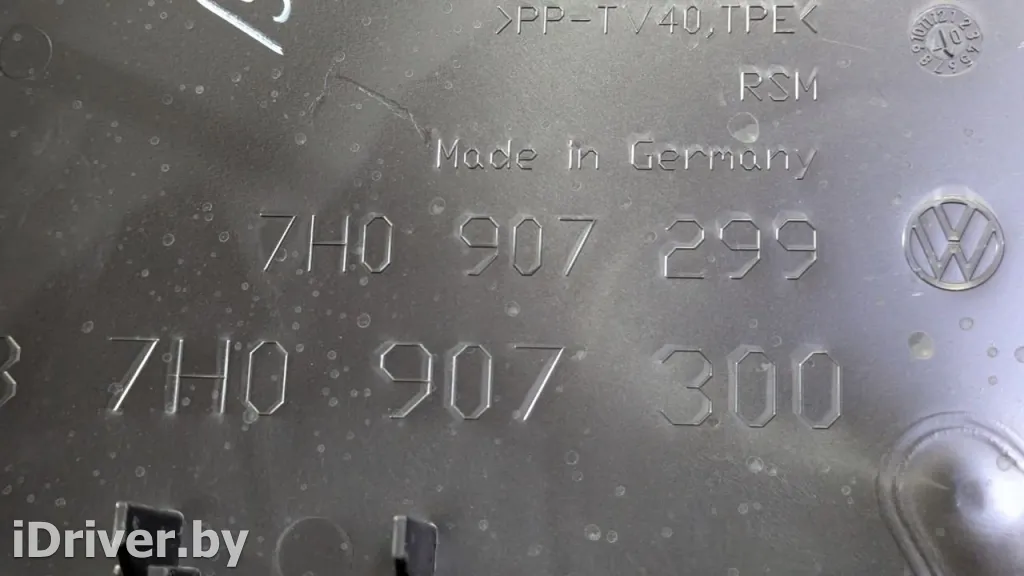 >PP-TV40,TPE<
RSM
Made in Germany
7H0 907 299
7H0 907 300
iDriver.by